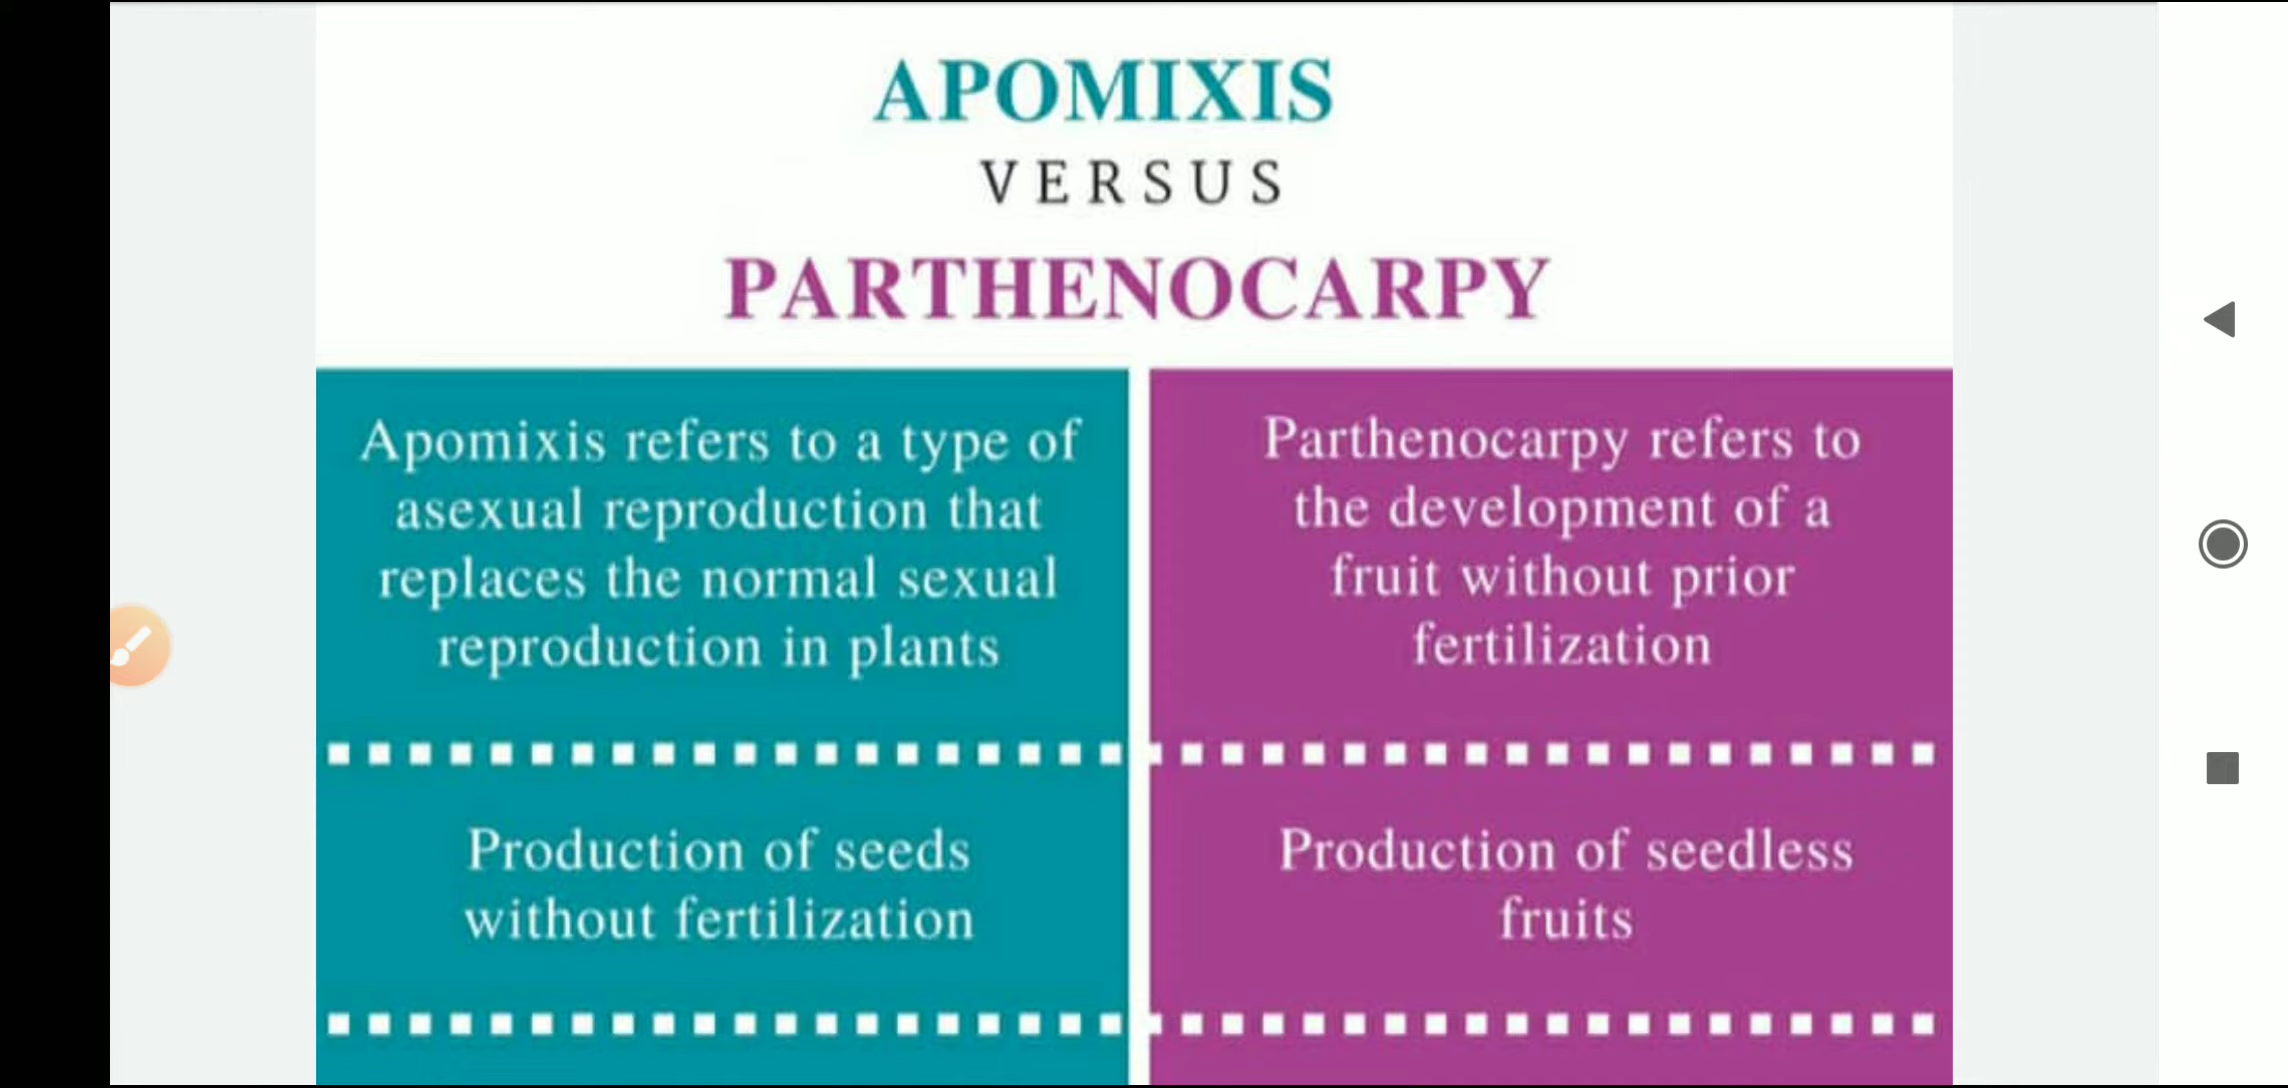 APOMIXIS
VERSUS
PARTHENOCARPY
Apomixis refers to a type of
asexual reproduction that
replaces the normal sexual
reproduction in plants
Parthenocarpy refers to
the development of a
fruit without prior
fertilization
Production of seeds
without fertilization
Production of seedless
fruits